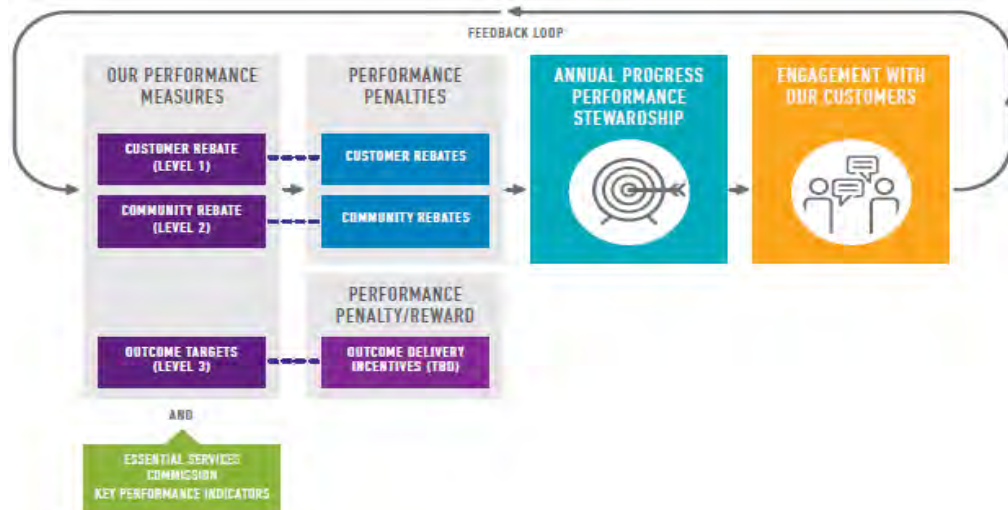 FEEDBACK LOOP
OUR PERFORMANCE
MEASURES
CUSTOMER REBATE
(LEVEL 1)
COMMUNITY REBATE
(LEVEL 2)
OUTCOME TARGETS
(LEVEL 3)
AND
ESSENTIAL SERVICES
COMMISSION
KEY PERFORMANCE INDICATORS
PERFORMANCE
PENALTIES
CUSTOMER REBATES
COMMUNITY REBATES
PERFORMANCE
PENALTY/REWARD
OUTCOME DELIVERY
INCENTIVES (TBD)
ANNUAL PROGRESS
PERFORMANCE
STEWARDSHIP
ENGAGEMENT WITH
OUR CUSTOMERS